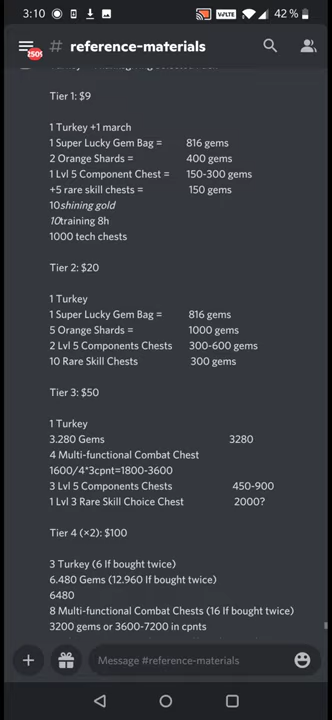 3:10
VoLTE
42%
250
# reference-materials
Tier 1: $9
1 Turkey +1 march
1 Super Lucky Gem Bag = 816 gems
2 Orange Shards = 400 gems
1 Lvl 5 Component Chest = 150-300 gems
+5 rare skill chests = 150 gems
10shining gold
10training 8h
1000 tech chests
Tier 2: $20
1 Turkey
1 Super Lucky Gem Bag = 816 gems
5 Orange Shards = 1000 gems
2 Lvl 5 Components Chests 300-600 gems
10 Rare Skill Chests 300 gems
Tier 3: $50
1 Turkey
3.280 Gems 3280
4 Multi-functional Combat Chest
1600/4*3cpnt=1800-3600
3 Lvl 5 Components Chests 450-900
1 Lvl 3 Rare Skill Choice Chest 2000?
Tier 4 (×2): $100
3 Turkey (6 If bought twice)
6.480 Gems (12.960 If bought twice)
6480
8 Multi-functional Combat Chests (16 If bought twice)
3200 gems or 3600-7200 in cpnts
Message #reference-materials